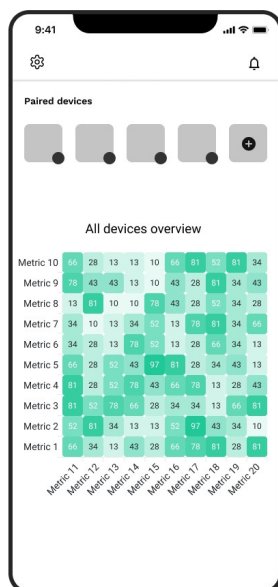 9:41
Paired devices
All devices overview
Metric 10 66 28 13 13 10 66 81 52 81 34
Metric 9 78 43 43 13 10 43 28 81 34 43
Metric 8 13 81 10 10 78 43 28 52 34 28
Metric 7 34 10 13 34 52 13 78 81 34 66
Metric 6 34 28 13 78 52 13 28 66 34 13
Metric 5 66 28 52 43 97 81 28 34 43 13
Metric 4 81 28 52 78 43 66 78 13 28 43
Metric 3 81 52 78 66 28 34 34 13 66 81
Metric 2 52 81 34 13 13 52 97 43 34 10
Metric 1 66 34 13 43 28 66 78 81 28 81
Metric 11 Metric 12 Metric 13 Metric 14 Metric 15 Metric 16 Metric 17 Metric 18 Metric 19 Metric 20